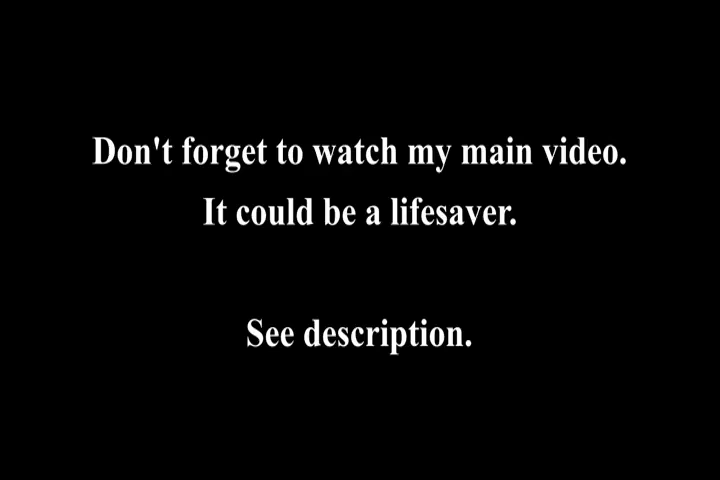 Don't forget to watch my main video.
It could be a lifesaver.
See description.